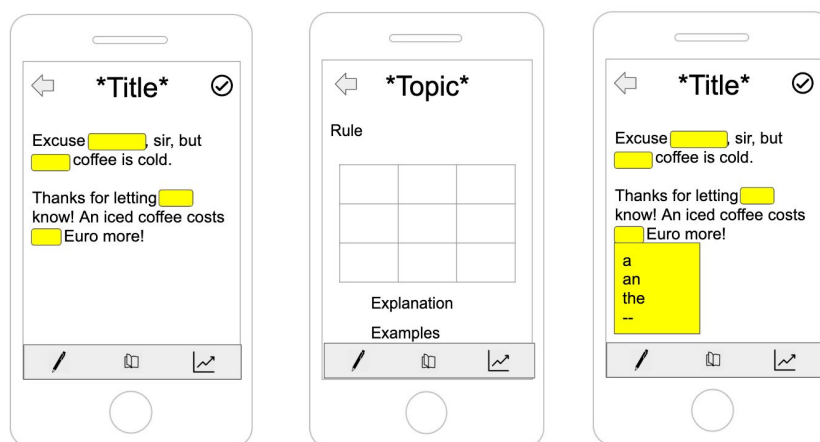 *Title*
Excuse , sir, but
coffee is cold.
Thanks for letting
know! An iced coffee costs
Euro more!
*Topic*
Rule
Explanation
Examples
*Title*
Excuse , sir, but
coffee is cold.
Thanks for letting
know! An iced coffee costs
Euro more!
a
an
the
--